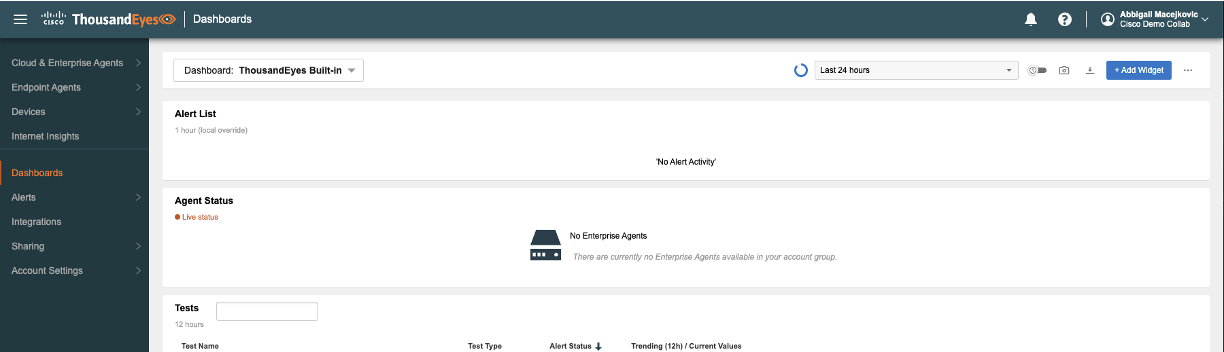 CISCO ThousandEyes Dashboards ? Abbigail Macejkovic
Cisco Demo Collab
Cloud & Enterprise Agents
Endpoint Agents
Devices
Internet Insights
Dashboards
Alerts
Integrations
Sharing
Account Settings
Dashboard: ThousandEyes Built-in Last 24 hours + Add Widget ...
Alert List
1 hour (local override)
'No Alert Activity'
Agent Status
Live status
No Enterprise Agents
There are currently no Enterprise Agents available in your account group.
Tests
12 hours
Test Name Test Type Alert Status Trending (12h) / Current Values